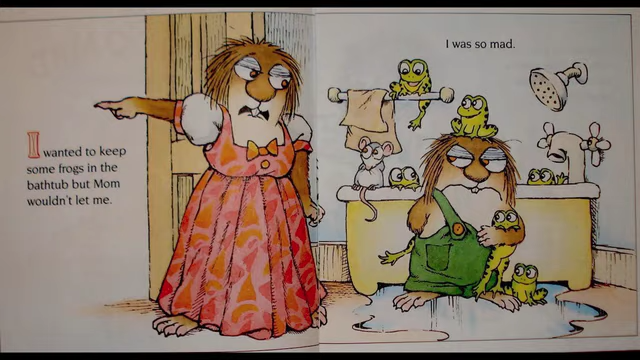 I wanted to keep
some frogs in the
bathtub but Mom
wouldn't let me.
I was so mad.